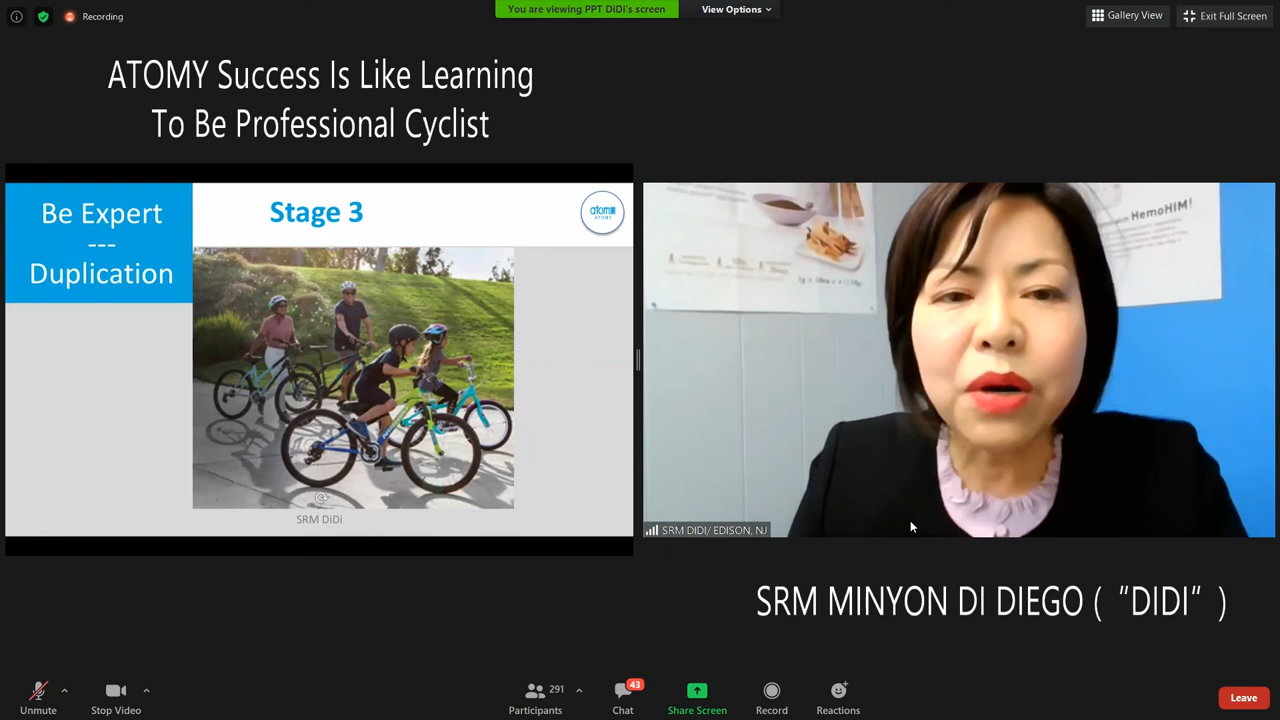 Recording
You are viewing PPT DiDi's screen
View Options
Gallery View
Exit Full Screen
ATOMY Success Is Like Learning
To Be Professional Cyclist
Be Expert
---
Duplication
Stage 3
atom
ATOMY
SRM DiDi
HemoHIM!
SRM DIDI/ EDISON, NJ
SRM MINYON DI DIEGO ( “DIDI” )
Unmute
Stop Video
291
Participants
43
Chat
Share Screen
Record
Reactions
Leave